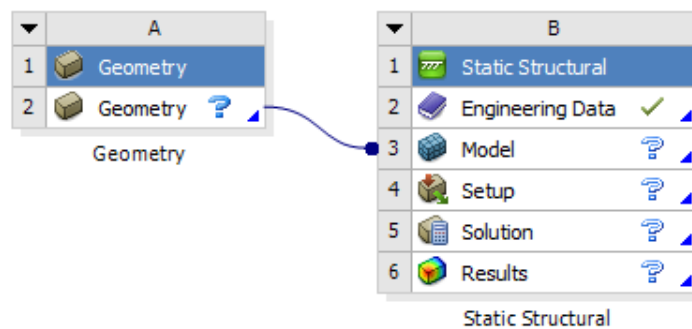 A
1 Geometry
2 Geometry ?
Geometry
B
1 Static Structural
2 Engineering Data
3 Model ?
4 Setup ?
5 Solution ?
6 Results ?
Static Structural